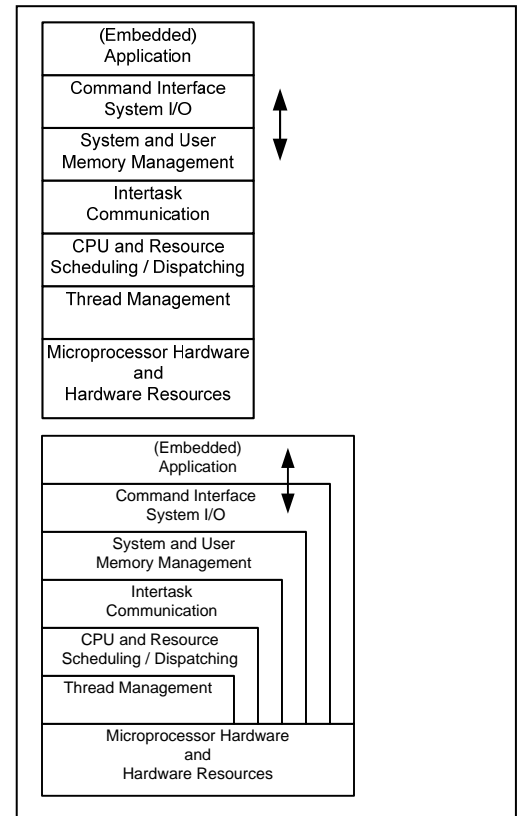 (Embedded)
Application
Command Interface
System I/O
System and User
Memory Management
Intertask
Communication
CPU and Resource
Scheduling / Dispatching
Thread Management
Microprocessor Hardware
and
Hardware Resources
(Embedded)
Application
Command Interface
System I/O
System and User
Memory Management
Intertask
Communication
CPU and Resource
Scheduling / Dispatching
Thread Management
Microprocessor Hardware
and
Hardware Resources